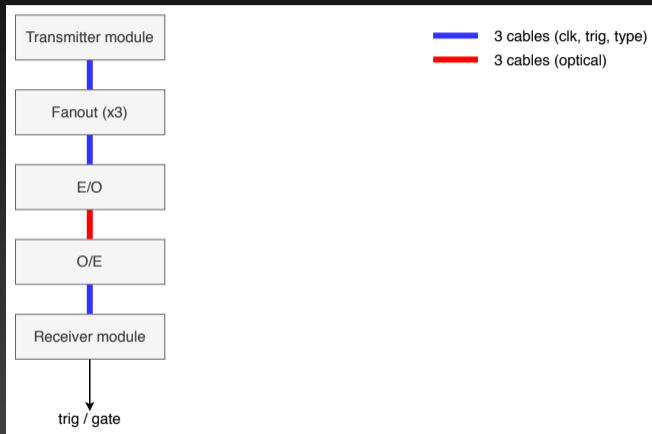 Transmitter module
Fanout (x3)
E/O
O/E
Receiver module
trig / gate
3 cables (clk, trig, type)
3 cables (optical)